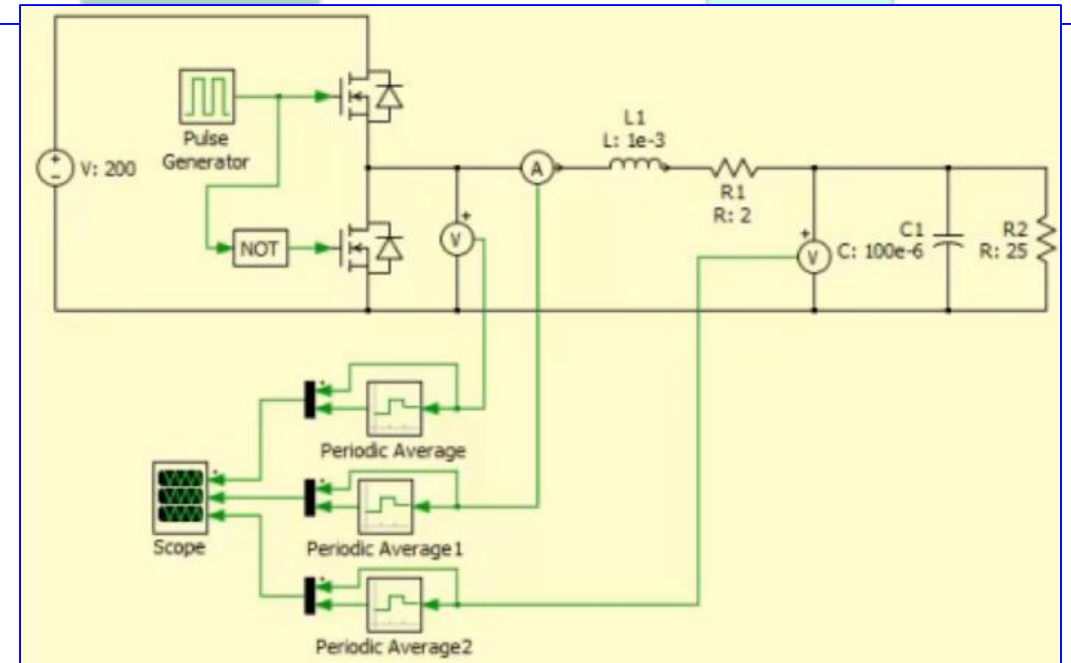 Pulse
Generator
V: 200
NOT
V
A
L1
L: 1e-3
R1
R: 2
V
C1
C: 100e-6
R2
R: 25
Periodic Average
Periodic Average1
Periodic Average2
Scope